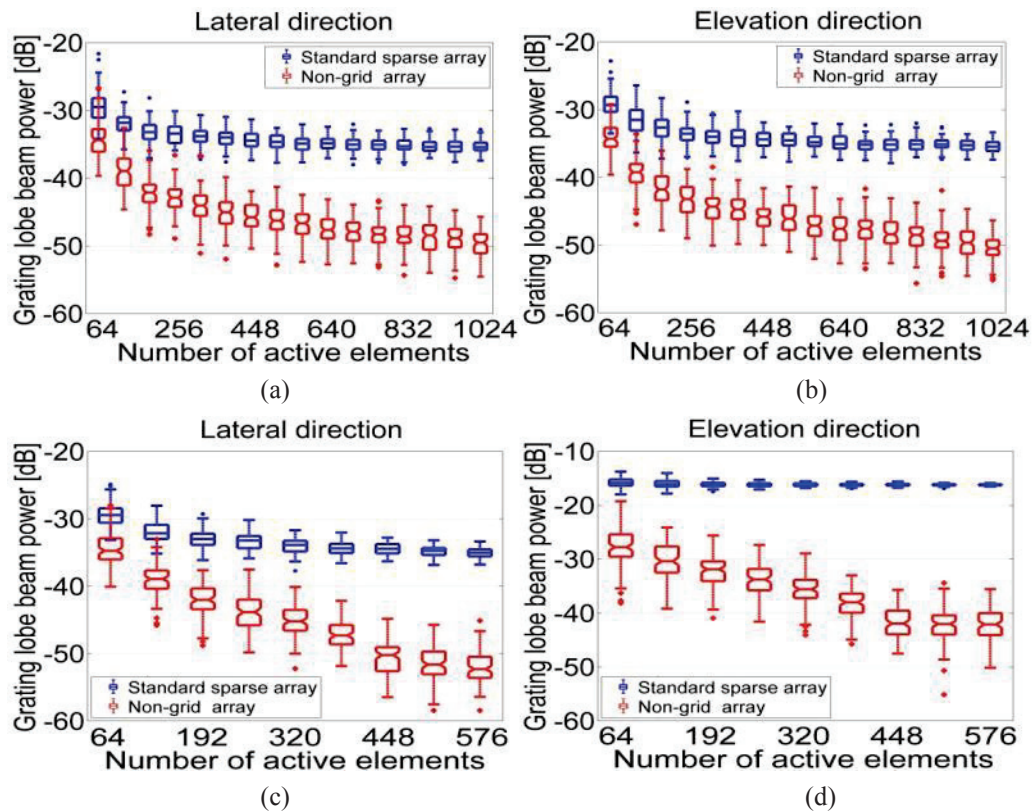 Lateral direction
Grating lobe beam power [dB]
-20
-30
-40
-50
-60
Standard sparse array
Non-grid array
64 256 448 640 832 1024
Number of active elements
(a)
Elevation direction
Grating lobe beam power [dB]
-20
-30
-40
-50
-60
Standard sparse array
Non-grid array
64 256 448 640 832 1024
Number of active elements
(b)
Lateral direction
Grating lobe beam power [dB]
-20
-30
-40
-50
-60
Standard sparse array
Non-grid array
64 192 320 448 576
Number of active elements
(c)
Elevation direction
Grating lobe beam power [dB]
-10
-20
-30
-40
-50
-60
Standard sparse array
Non-grid array
64 192 320 448 576
Number of active elements
(d)